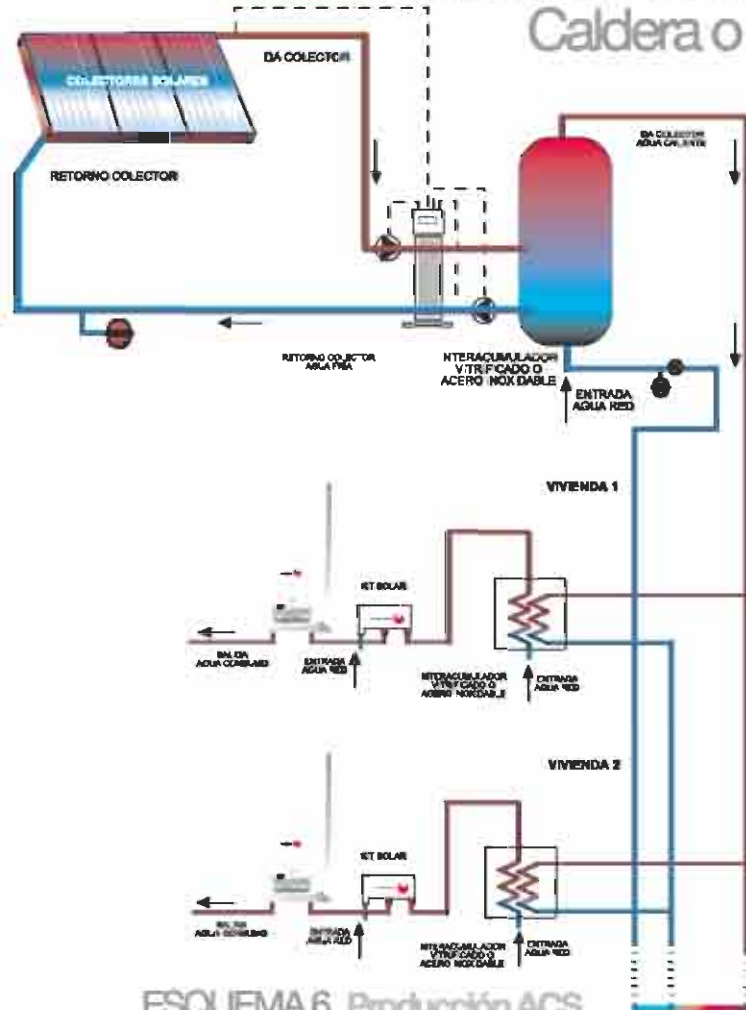 Caldera o
IDA COLECTOR
COLECTORES SOLARES
IDA COLECTOR
AGUA CALIENTE
RETORNO COLECTOR
RETORNO COLECTOR
AGUA FRIA
INTERACUMULADOR
VITRIFICADO O
ACERO INOXIDABLE
ENTRADA
AGUA RED
VIVIENDA 1
KIT SOLAR
SALIDA
AGUA CONSUMO
ENTRADA
AGUA RED
INTERACUMULADOR
VITRIFICADO O
ACERO INOXIDABLE
ENTRADA
AGUA RED
VIVIENDA 2
KIT SOLAR
SALIDA
AGUA CONSUMO
ENTRADA
AGUA RED
INTERACUMULADOR
VITRIFICADO O
ACERO INOXIDABLE
ENTRADA
AGUA RED
ESQUEMA 6 Producción ACS